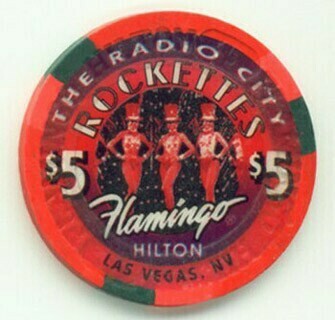 THE RADIO CITY
ROCKETTES
$5 $5
Flamingo
HILTON
LAS VEGAS, NV